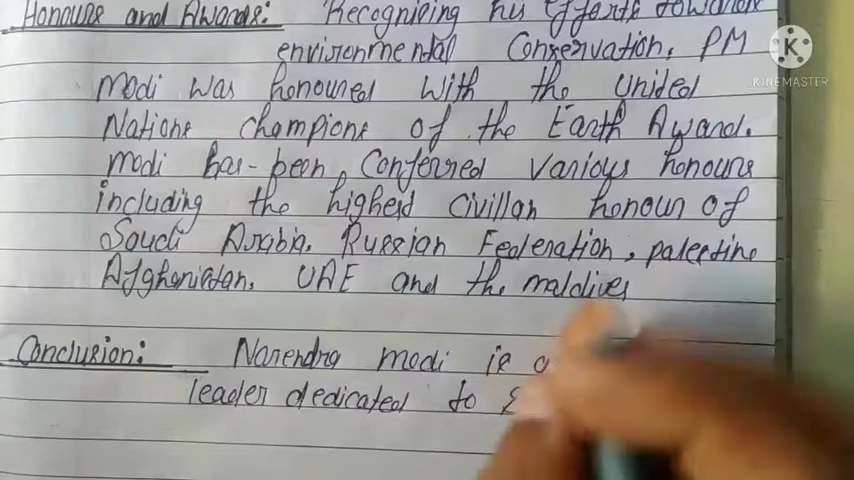 Honours and Awards: Recognising his efforts towards
environmental Conservation, PM
Modi was honoured with the United
Nations champions of the Earth Award.
Modi has-been conferred various honours
including the highest civillan honour of
Saudi Arabia, Russian Federation, palestine
Afghanistan, UAE and the maldives
Conclusion: Narendra modi is a
leader dedicated to
KINEMASTER